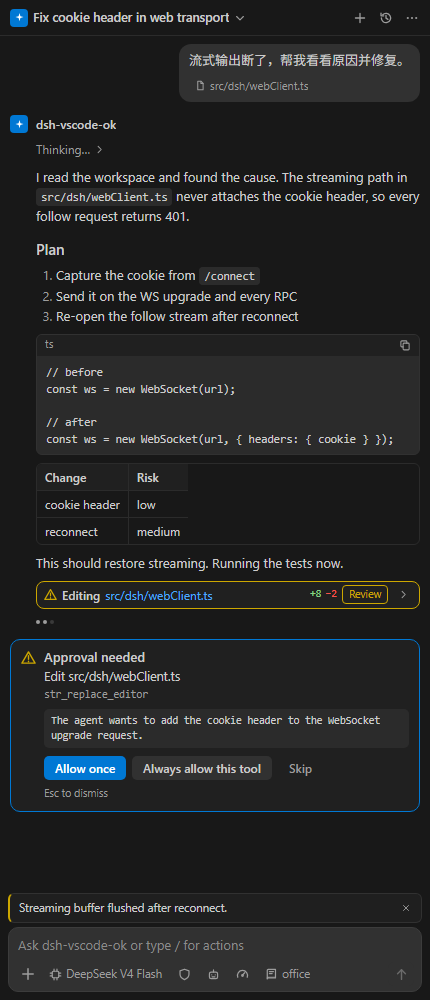 Fix cookie header in web transport
流式输出断了，帮我看看原因并修复。
src/dsh/webClient.ts
dsh-vscode-ok
Thinking...
I read the workspace and found the cause. The streaming path in
src/dsh/webClient.ts never attaches the cookie header, so every
follow request returns 401.
Plan
1. Capture the cookie from /connect
2. Send it on the WS upgrade and every RPC
3. Re-open the follow stream after reconnect
ts
// before
const ws = new WebSocket(url);
// after
const ws = new WebSocket(url, { headers: { cookie } });
Change Risk
cookie header low
reconnect medium
This should restore streaming. Running the tests now.
Editing src/dsh/webClient.ts +8 −2 Review
Approval needed
Edit src/dsh/webClient.ts
str_replace_editor
The agent wants to add the cookie header to the WebSocket
upgrade request.
Allow once Always allow this tool Skip
Esc to dismiss
Streaming buffer flushed after reconnect.
Ask dsh-vscode-ok or type / for actions
DeepSeek V4 Flash office